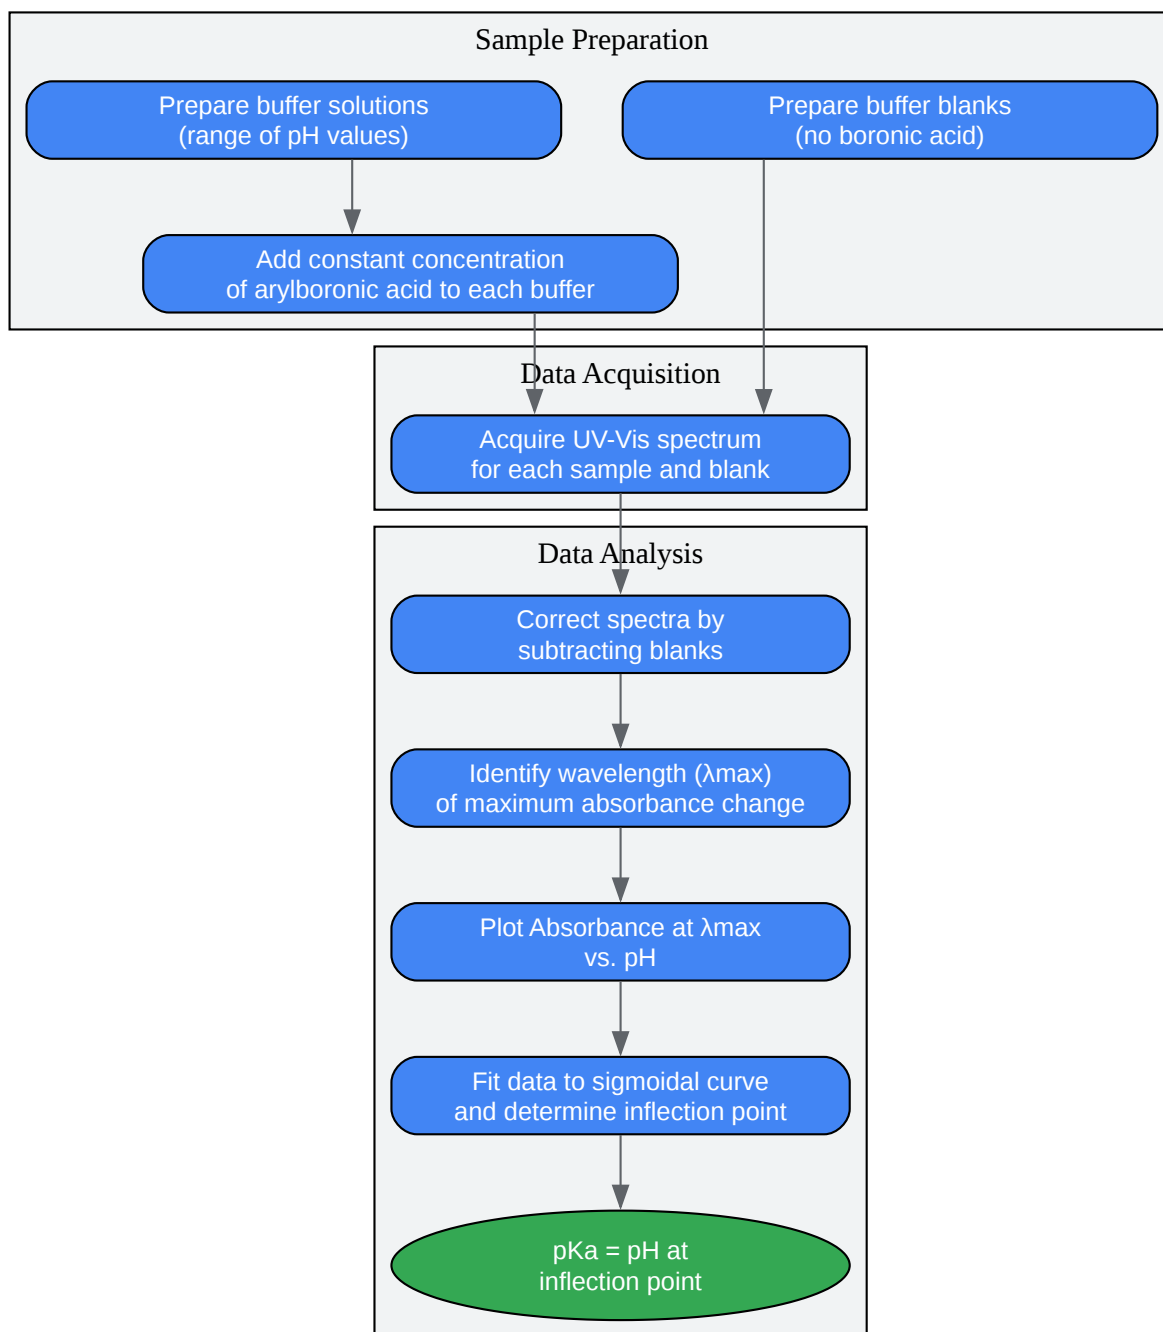 Sample Preparation
Prepare buffer solutions
(range of pH values)
Prepare buffer blanks
(no boronic acid)
Add constant concentration
of arylboronic acid to each buffer
Data Acquisition
Acquire UV-Vis spectrum
for each sample and blank
Data Analysis
Correct spectra by
subtracting blanks
Identify wavelength (λmax)
of maximum absorbance change
Plot Absorbance at λmax
vs. pH
Fit data to sigmoidal curve
and determine inflection point
pKa = pH at
inflection point